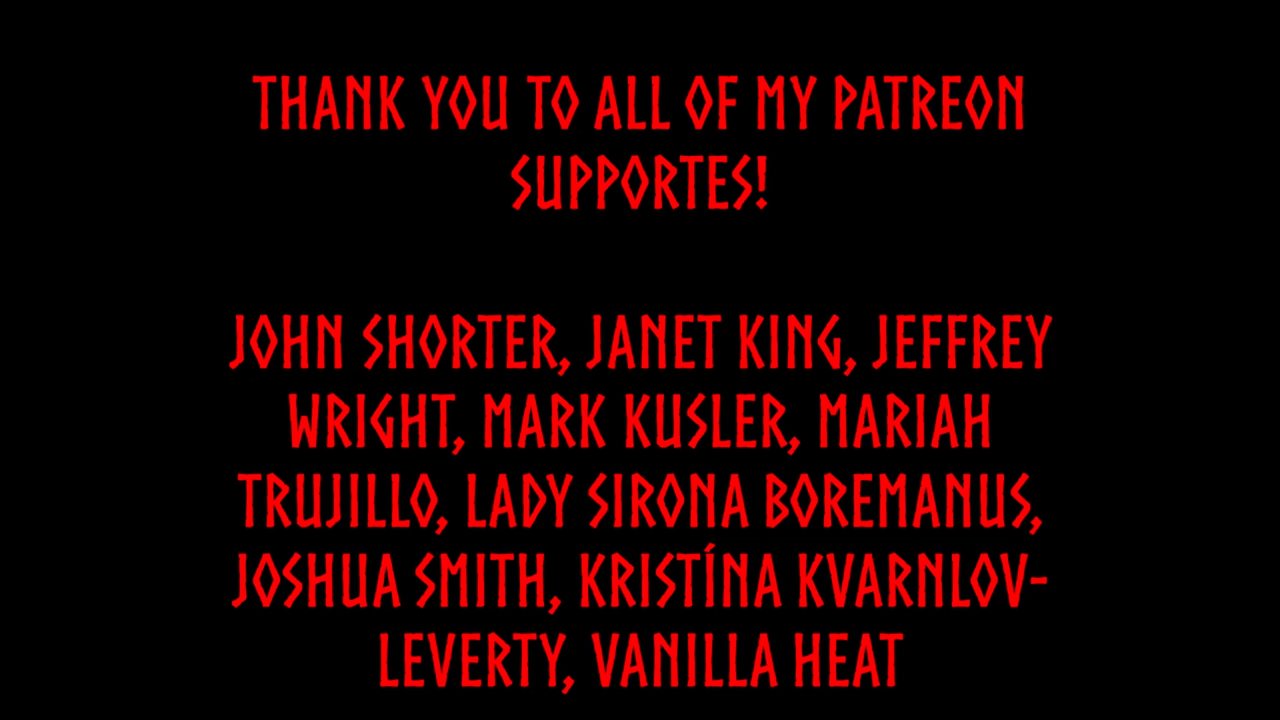 THANK YOU TO ALL OF MY PATREON
SUPPORTES!
JOHN SHORTER, JANET KING, JEFFREY
WRIGHT, MARK KUSLER, MARIAH
TRUJILLO, LADY SIRONA BOREMANUS,
JOSHUA SMITH, KRISTÍNA KVARNLOV-
LEVERTY, VANILLA HEAT